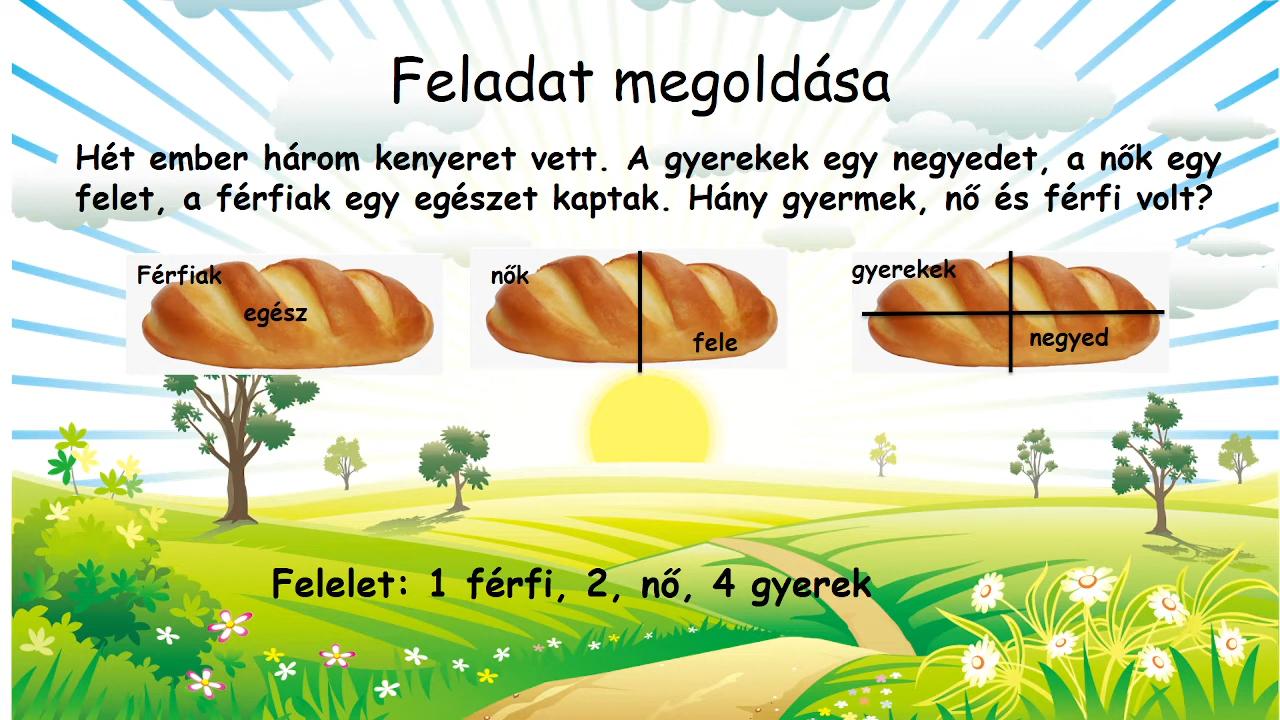 Feladat megoldása
Hét ember három kenyeret vett. A gyerekek egy negyedet, a nők egy
felet, a férfiak egy egészet kaptak. Hány gyermek, nő és férfi volt?
Férfiak
egész
nők
fele
gyerekek
negyed
Felelet: 1 férfi, 2, nő, 4 gyerek